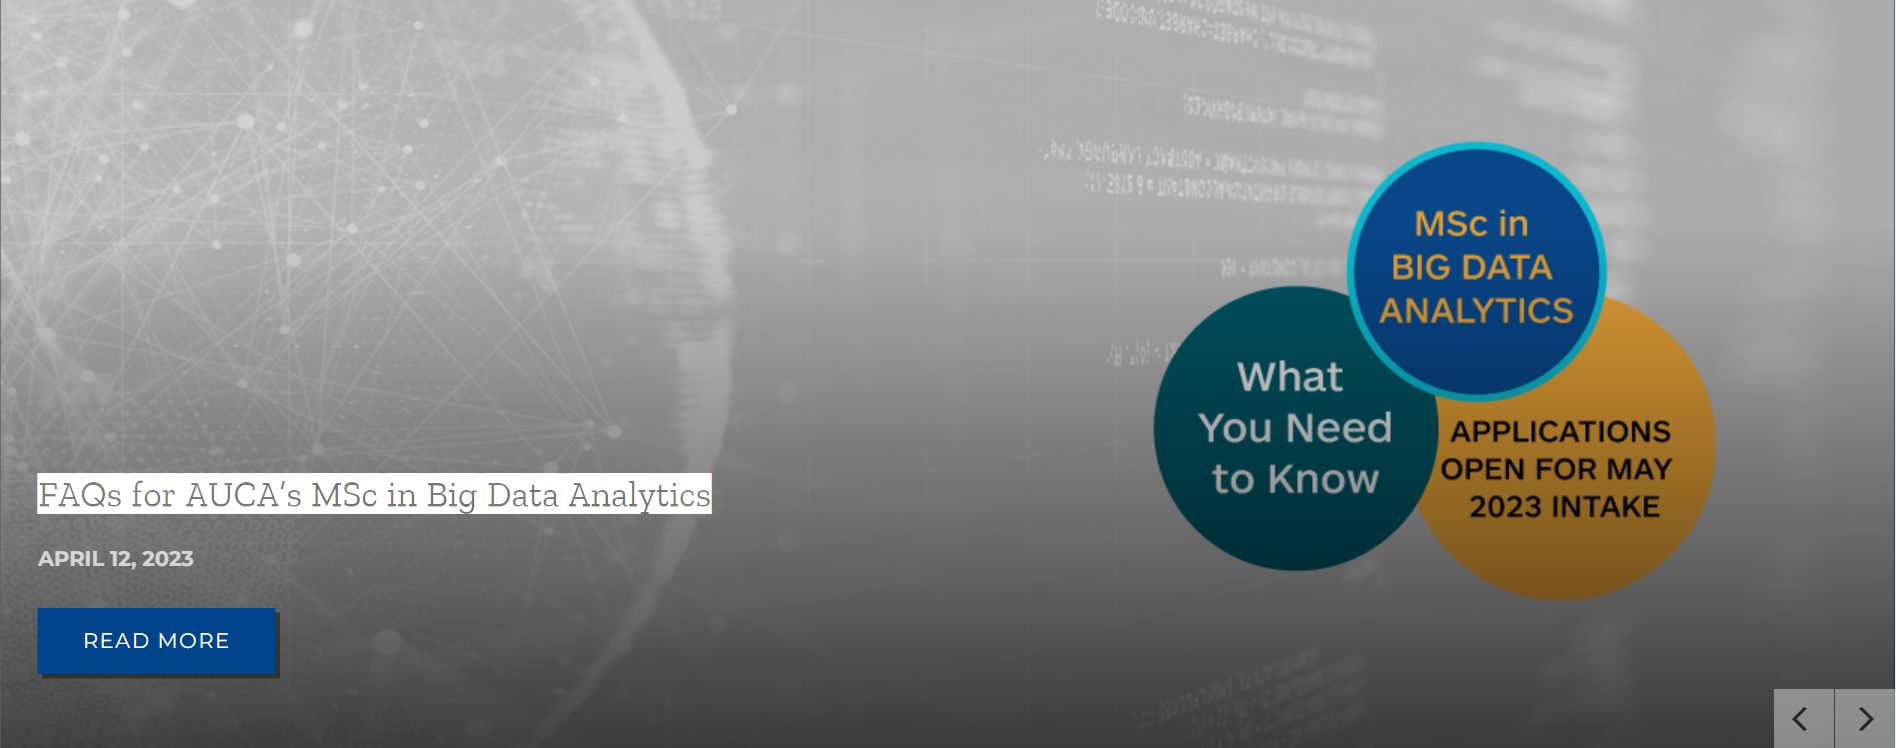 MSc in
BIG DATA
ANALYTICS
What
You Need
to Know
APPLICATIONS
OPEN FOR MAY
2023 INTAKE
FAQs for AUCA's MSc in Big Data Analytics
APRIL 12, 2023
READ MORE